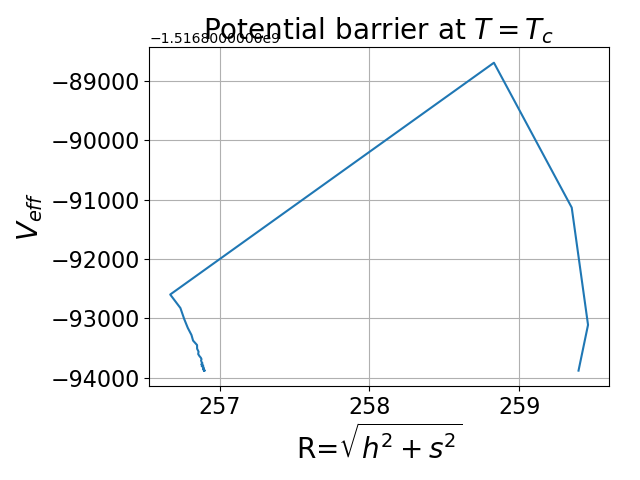 Potential barrier at $T = T_c$
−1.5168000000e9
−89000
−90000
−91000
−92000
−93000
−94000
$V_{eff}$
257 258 259
R=$\sqrt{h^2 + s^2}$